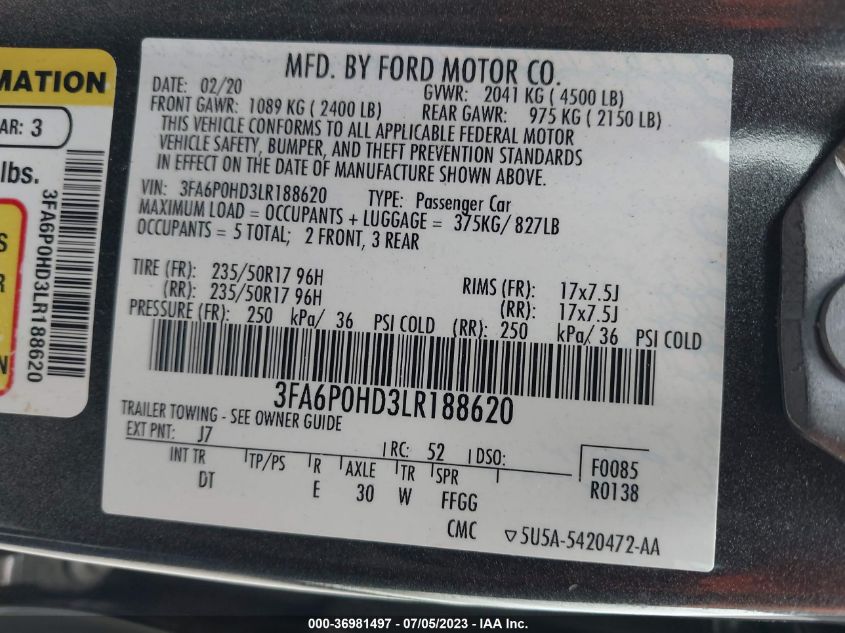 MATION
AR: 3
lbs.
3FA6P0HD3LR188620
S
R
N
MFD. BY FORD MOTOR CO.
DATE: 02/20 GVWR: 2041 KG ( 4500 LB)
FRONT GAWR: 1089 KG ( 2400 LB) REAR GAWR: 975 KG ( 2150 LB)
THIS VEHICLE CONFORMS TO ALL APPLICABLE FEDERAL MOTOR
VEHICLE SAFETY, BUMPER, AND THEFT PREVENTION STANDARDS
IN EFFECT ON THE DATE OF MANUFACTURE SHOWN ABOVE.
VIN: 3FA6P0HD3LR188620 TYPE: Passenger Car
MAXIMUM LOAD = OCCUPANTS + LUGGAGE = 375KG/ 827LB
OCCUPANTS = 5 TOTAL; 2 FRONT, 3 REAR
TIRE (FR): 235/50R17 96H RIMS (FR): 17x7.5J
(RR): 235/50R17 96H (RR): 17x7.5J
PRESSURE (FR): 250 kPa/ 36 PSI COLD (RR): 250 kPa/ 36 PSI COLD
3FA6P0HD3LR188620
TRAILER TOWING - SEE OWNER GUIDE
EXT PNT: J7 RC: 52 DSO:
INT TR TP/PS R AXLE TR SPR F0085
DT E 30 W FFGG R0138
CMC ▽5U5A-5420472-AA
000-36981497 - 07/05/2023 - IAA Inc.